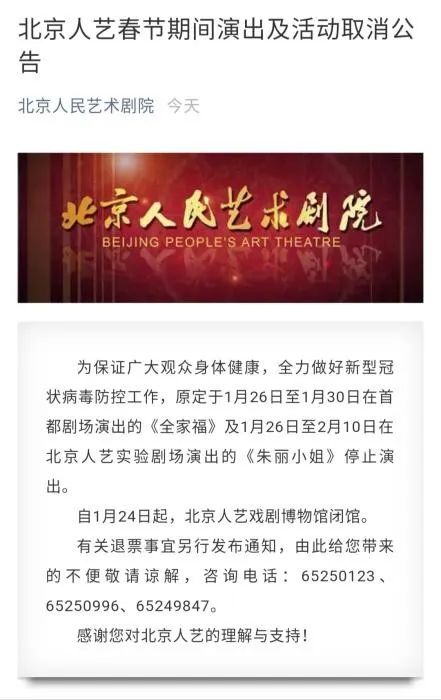 北京人艺春节期间演出及活动取消公
告
北京人民艺术剧院 今天
北京人民艺术剧院
BEIJING PEOPLE'S ART THEATRE
为保证广大观众身体健康，全力做好新型冠
状病毒防控工作，原定于1月26日至1月30日在首
都剧场演出的《全家福》及1月26日至2月10日在
北京人艺实验剧场演出的《朱丽小姐》停止演
出。
自1月24日起，北京人艺戏剧博物馆闭馆。
有关退票事宜另行发布通知，由此给您带来
的不便敬请谅解，咨询电话：65250123、
65250996、65249847。
感谢您对北京人艺的理解与支持！